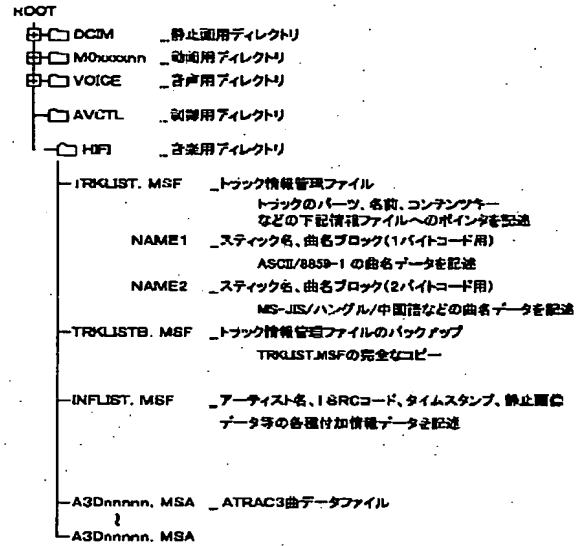 ROOT
DCIM _静止画用ディレクトリ
M0xxxxnn _動画用ディレクトリ
VOICE _音声用ディレクトリ
AVCTL _制御用ディレクトリ
HIFI _音楽用ディレクトリ
TRKLIST. MSF _トラック情報管理ファイル
トラックのパーツ、名前、コンテンツキー
などの下記情報ファイルへのポインタを記述
NAME1 _スティック名、曲名ブロック(1バイトコード用)
ASCII/8859-1 の曲名データを記述
NAME2 _スティック名、曲名ブロック(2バイトコード用)
MS-JIS/ハングル/中国語などの曲名データを記述
TRKLISTB. MSF _トラック情報管理ファイルのバックアップ
TRKLIST.MSFの完全なコピー
INFLIST. MSF _アーティスト名、ISRCコード、タイムスタンプ、静止画像
データ等の各種付加情報データを記述
A3Dnnnnn. MSA _ATRAC3曲データファイル
~
A3Dnnnnn. MSA